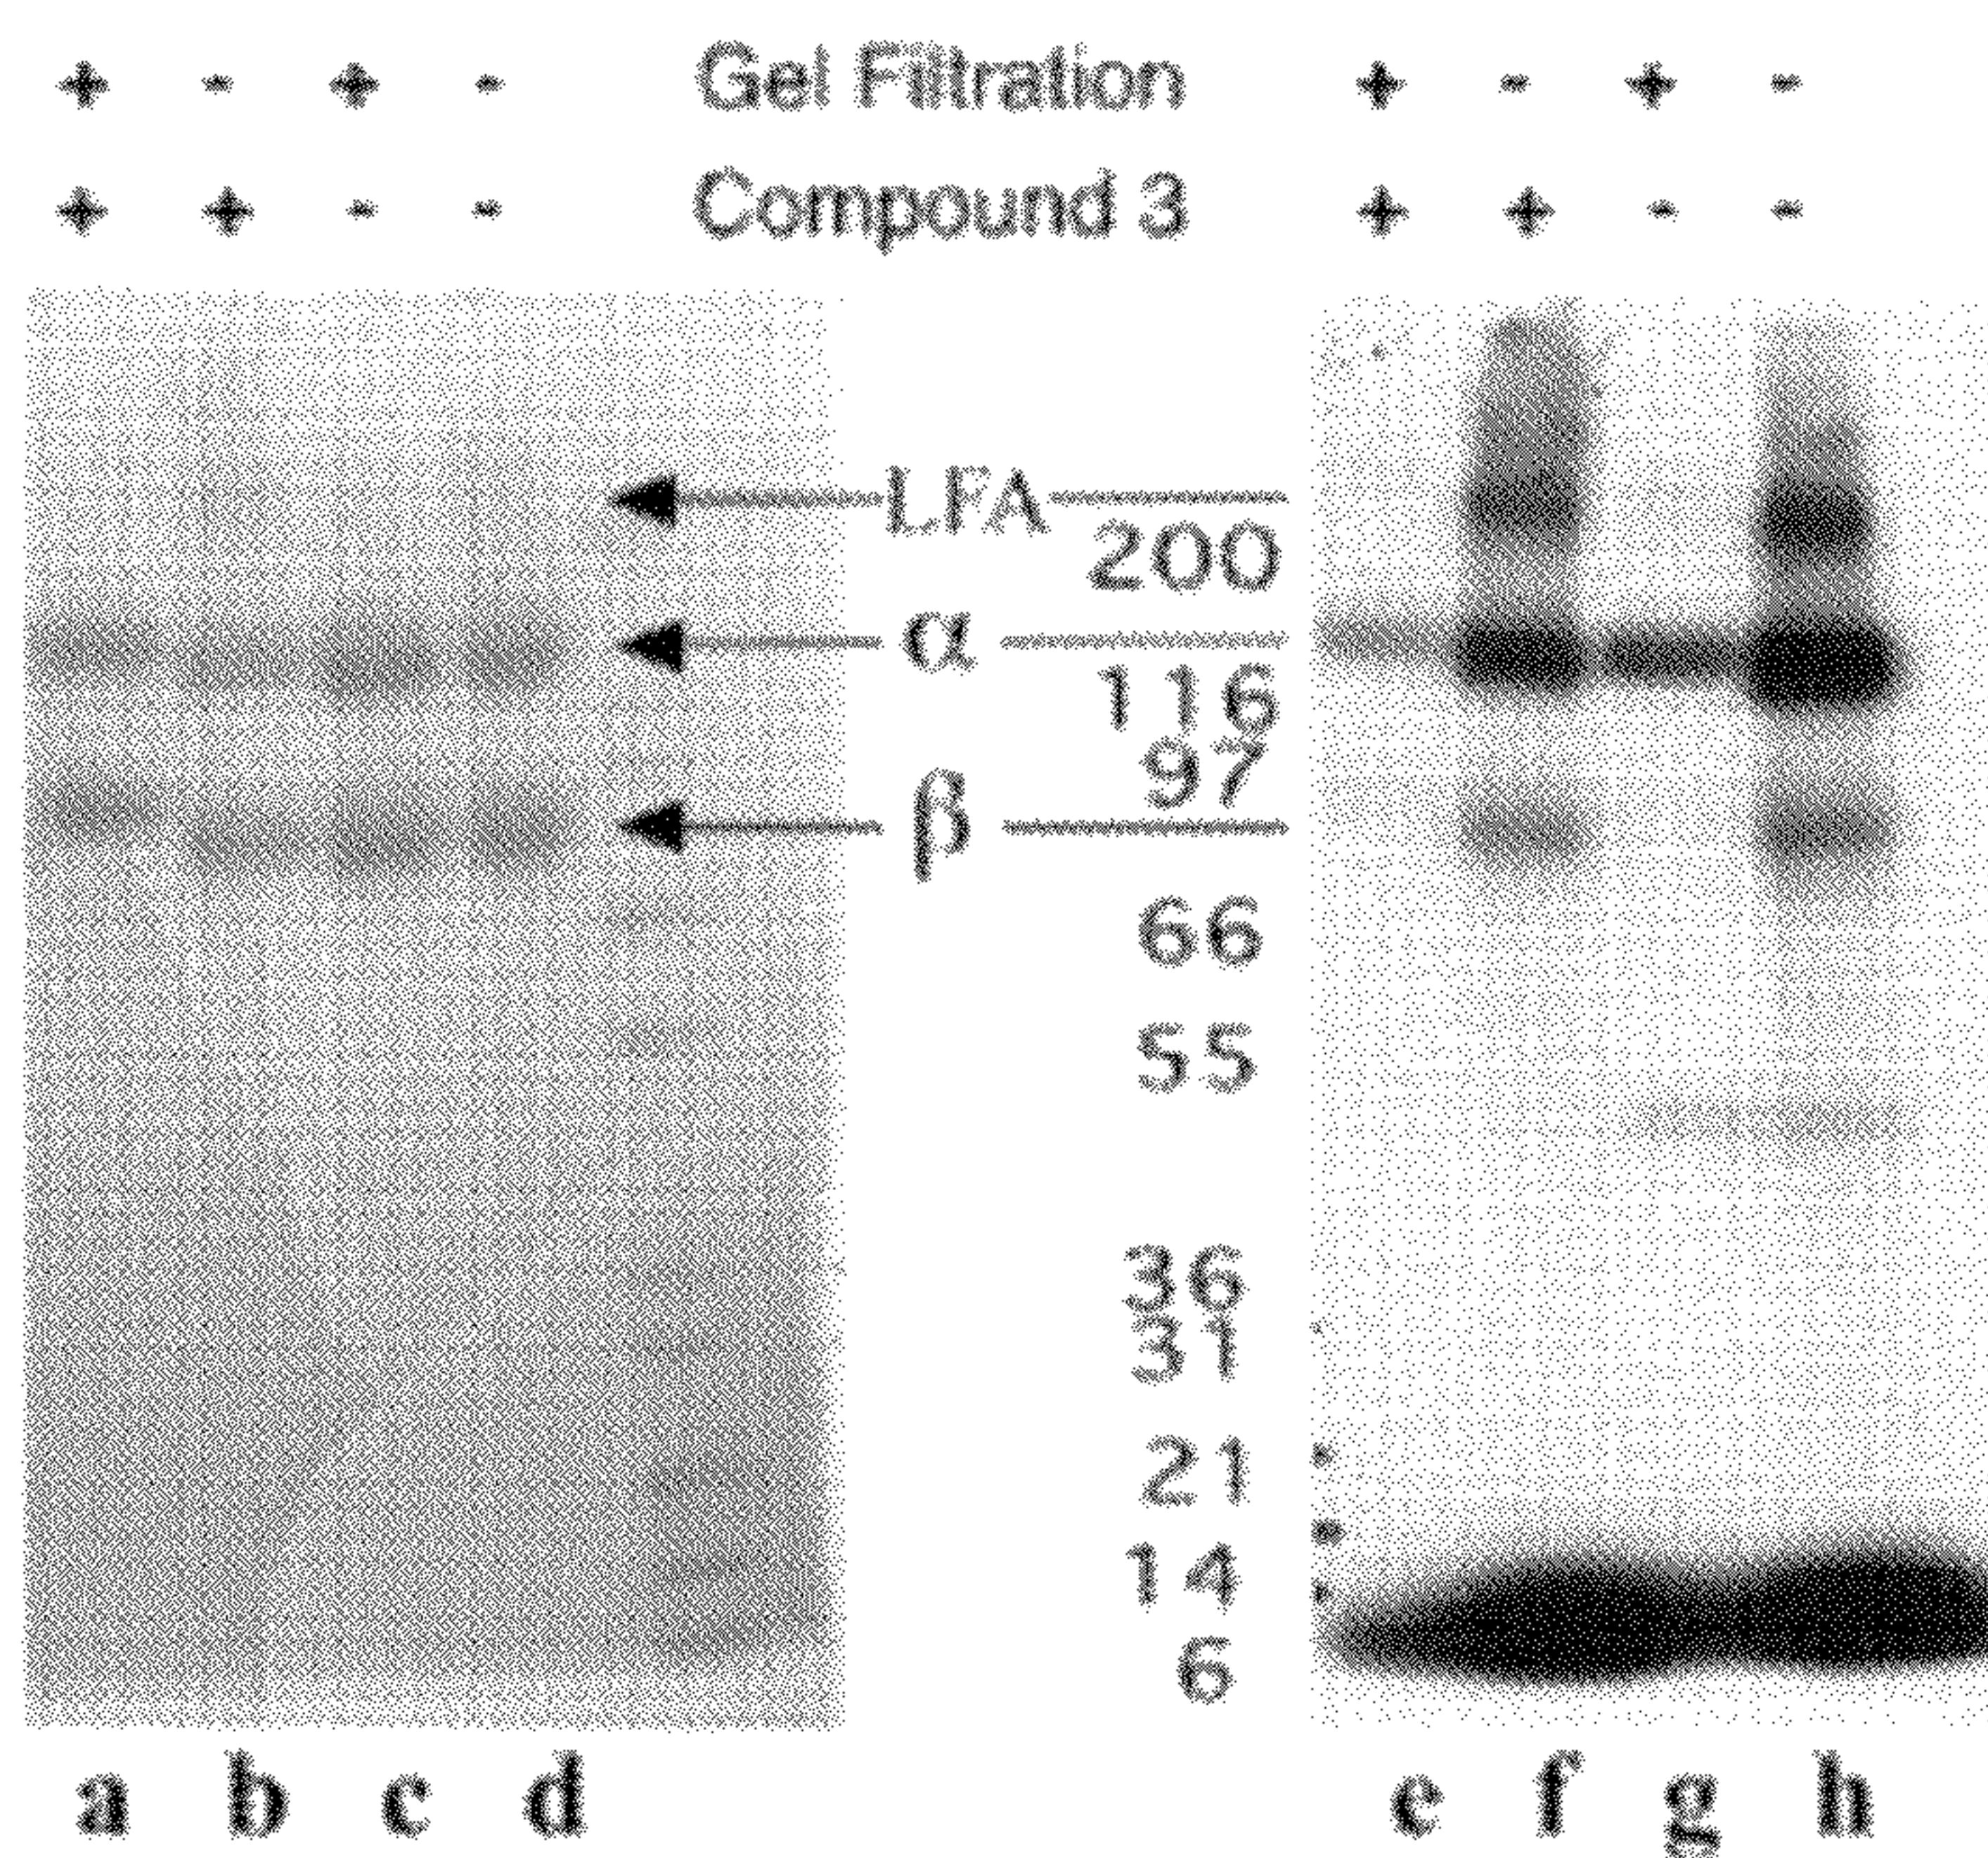 + - + - Gel Filtration + - + -
+ + - - Compound 3 + + - -
LFA
200
α
116
97
β
66
55
36
31
21
14
6
a b c d e f g h